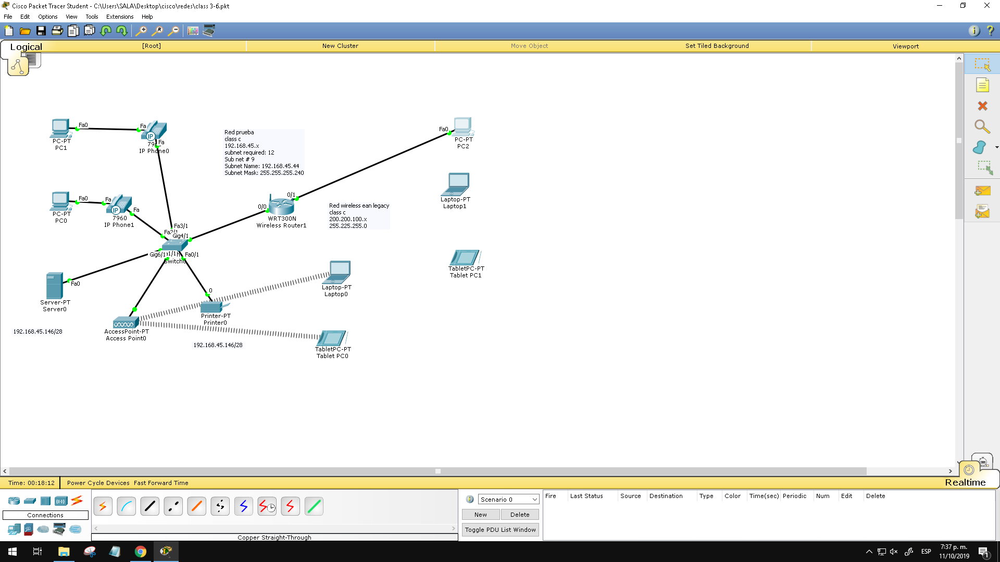 Cisco Packet Tracer Student - C:\Users\SALA\Desktop\cisco\redes\class 3-6.pkt
File Edit Options View Tools Extensions Help
Logical [Root] New Cluster Move Object Set Tiled Background Viewport
Fa0
PC-PT
PC1
Fa
Fa
IP
IP Phone0
Red prueba
class c
192.168.45.x
subnet required: 12
Sub net # 9
Subnet Name: 192.168.45.44
Subnet Mask: 255.255.255.240
Fa0
PC-PT
PC2
Laptop-PT
Laptop1
Fa0
PC-PT
PC0
Fa
Fa
IP
7960
IP Phone1
0/1
0/0
WRT300N
Wireless Router1
Red wireless ean legacy
class c
200.200.100.x
255.225.255.0
Fa3/1
Gig4/1
Gig6/1
Fa0/1
Switch0
TabletPC-PT
Tablet PC1
Fa0
Server-PT
Server0
0
Printer-PT
Printer0
Laptop-PT
Laptop0
AccessPoint-PT
Access Point0
192.168.45.146/28
192.168.45.146/28
TabletPC-PT
Tablet PC0
Time: 00:18:12 Power Cycle Devices Fast Forward Time Realtime
Connections
Copper Straight-Through
Scenario 0
New Delete
Toggle PDU List Window
Fire Last Status Source Destination Type Color Time(sec) Periodic Num Edit Delete
ESP
7:37 p. m.
11/10/2019
1